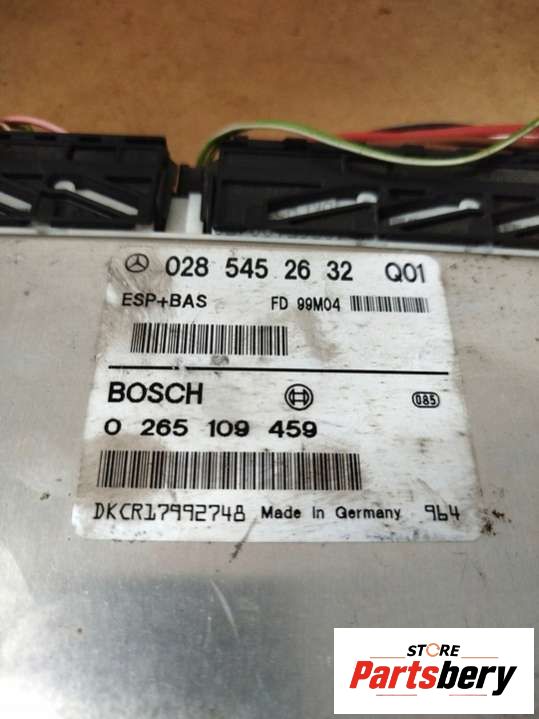 028 545 26 32 Q01
ESP+BAS FD 99M04
BOSCH 085
0 265 109 459
DKCR17992748 Made in Germany 964
STORE
Partsbery